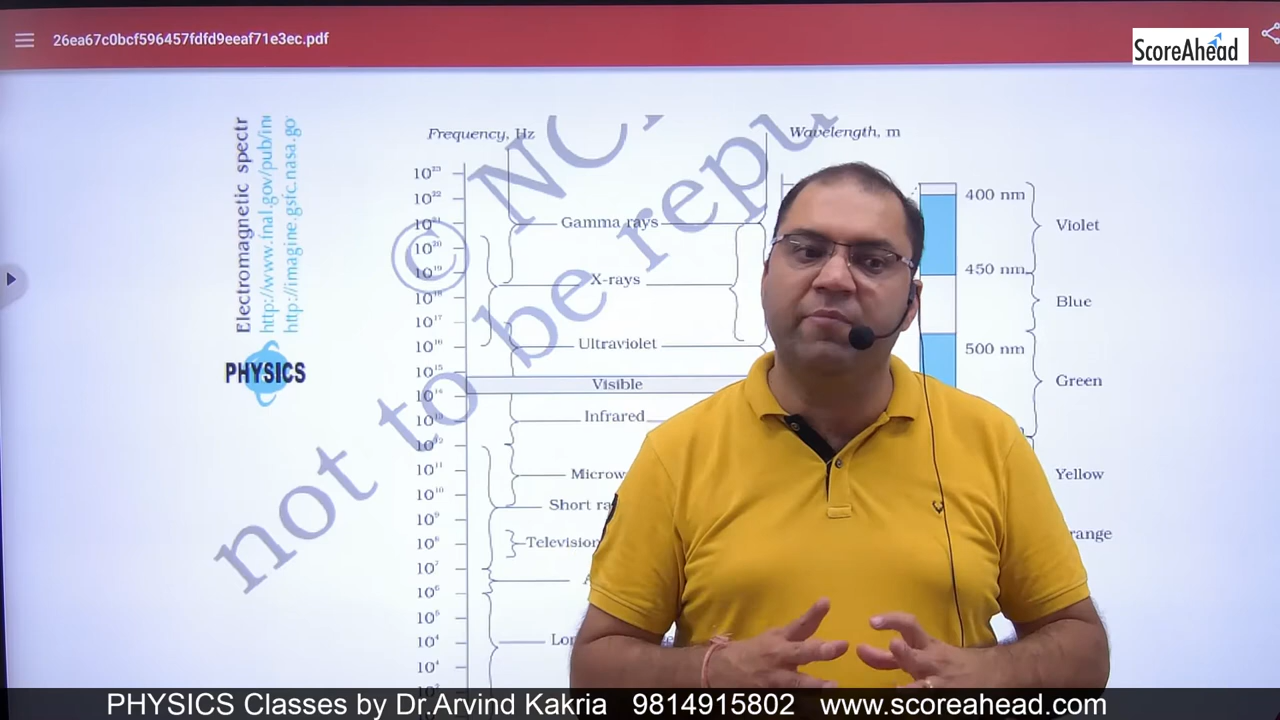 26ea67c0bcf596457fdfd9eeaf71e3ec.pdf
ScoreAhead
Electromagnetic spectr
http://www.fnal.gov/pub/in
http://imagine.gsfc.nasa.go
PHYSICS
© NC
not to be repu
Frequency, Hz
10²³
10²²
10²¹
10²⁰
10¹⁹
10¹⁸
10¹⁷
10¹⁶
10¹⁵
10¹⁴
10¹³
10¹²
10¹¹
10¹⁰
10⁹
10⁸
10⁷
10⁶
10⁵
10⁴
Gamma rays
X-rays
Ultraviolet
Visible
Infrared
Microw
Short ra
Television
Lon
Wavelength, m
400 nm
450 nm
500 nm
Violet
Blue
Green
Yellow
range
PHYSICS Classes by Dr.Arvind Kakria 9814915802 www.scoreahead.com